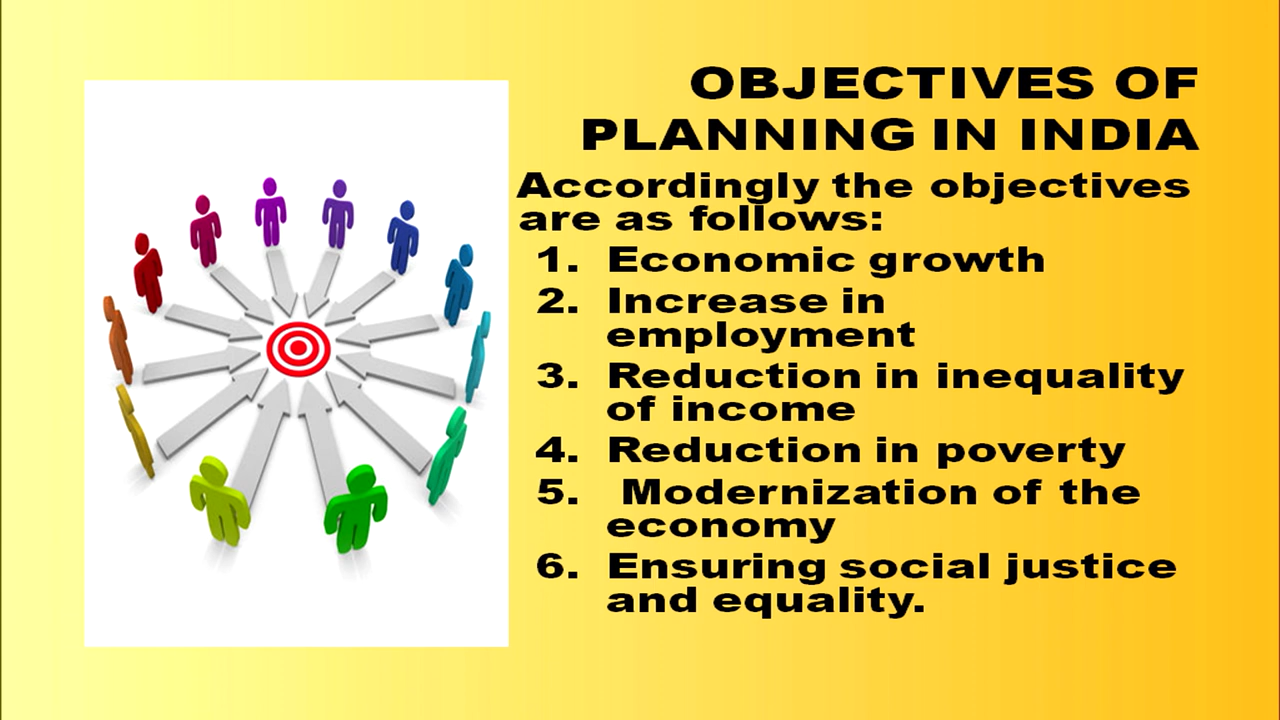 OBJECTIVES OF
PLANNING IN INDIA
Accordingly the objectives
are as follows:
1. Economic growth
2. Increase in
employment
3. Reduction in inequality
of income
4. Reduction in poverty
5. Modernization of the
economy
6. Ensuring social justice
and equality.